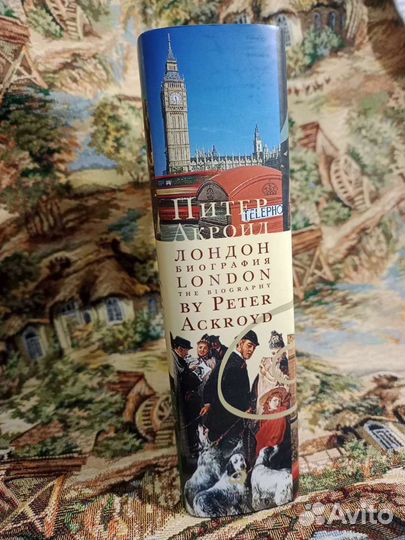 TELEPHO
ПИТЕР
АКРОЙД
ЛОНДОН
БИОГРАФИЯ
LONDON
THE BIOGRAPHY
BY PETER
ACKROYD
Avito